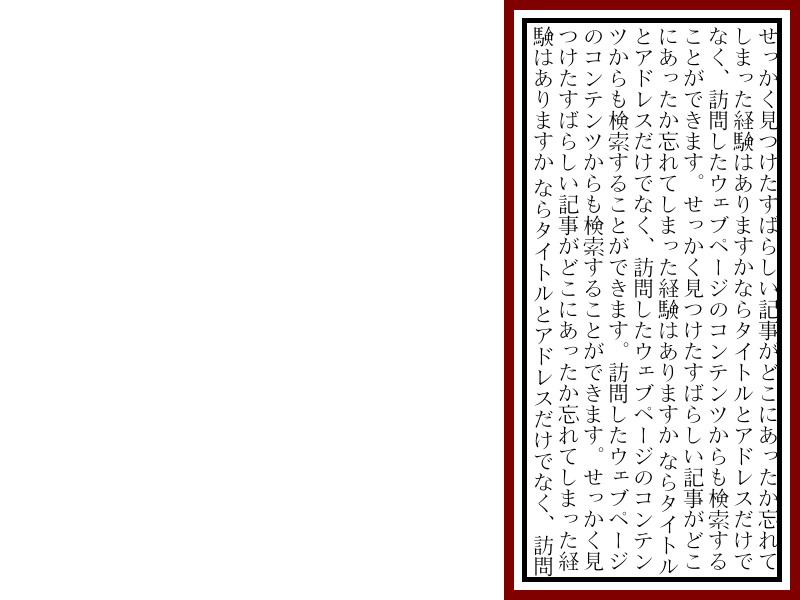 せっかく見つけたすばらしい記事がどこにあったか忘れて
しまった経験はありますかならタイトルとアドレスだけで
なく、訪問したウェブページのコンテンツからも検索する
ことができます。せっかく見つけたすばらしい記事がどこ
にあったか忘れてしまった経験はありますか ならタイトル
とアドレスだけでなく、訪問したウェブページのコンテン
ツからも検索することができます。訪問したウェブページ
のコンテンツからも検索することができます。せっかく見
つけたすばらしい記事がどこにあったか忘れてしまった経
験はありますか ならタイトルとアドレスだけでなく、訪問